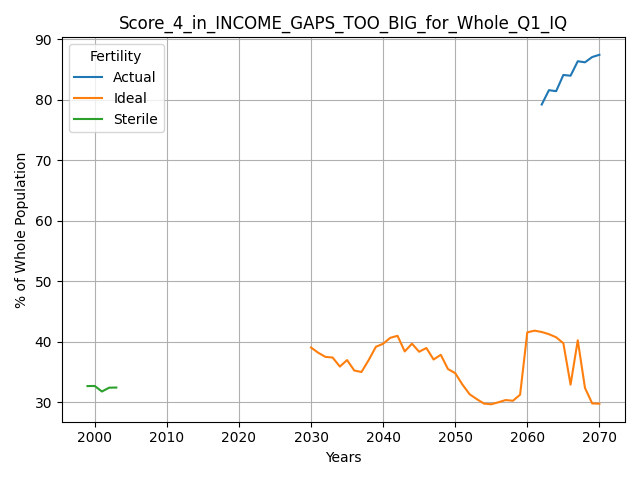 Score_4_in_INCOME_GAPS_TOO_BIG_for_Whole_Q1_IQ
Fertility
Actual
Ideal
Sterile
% of Whole Population
90
80
70
60
50
40
30
2000 2010 2020 2030 2040 2050 2060 2070
Years